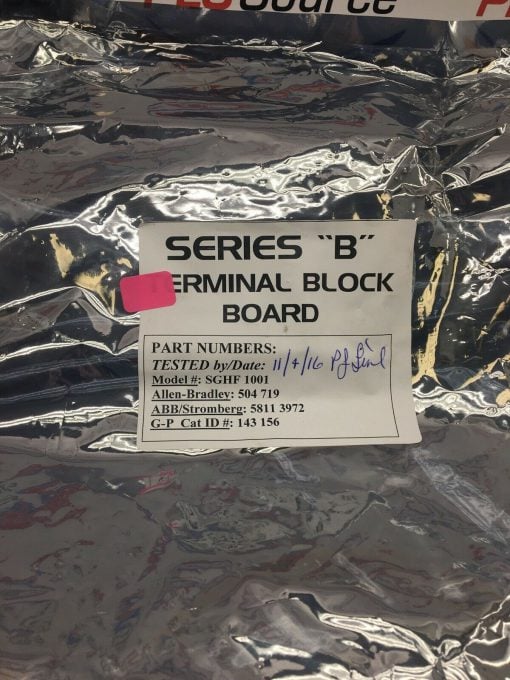 Source
SERIES "B"
ERMINAL BLOCK
BOARD
PART NUMBERS:
TESTED by/Date: 11/4/16
Model #: SGHF 1001
Allen-Bradley: 504 719
ABB/Stromberg: 5811 3972
G-P Cat ID #: 143 156